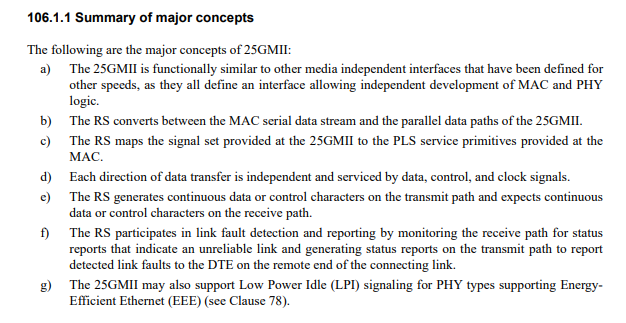 106.1.1 Summary of major concepts
The following are the major concepts of 25GMII:
a) The 25GMII is functionally similar to other media independent interfaces that have been defined for
other speeds, as they all define an interface allowing independent development of MAC and PHY
logic.
b) The RS converts between the MAC serial data stream and the parallel data paths of the 25GMII.
c) The RS maps the signal set provided at the 25GMII to the PLS service primitives provided at the
MAC.
d) Each direction of data transfer is independent and serviced by data, control, and clock signals.
e) The RS generates continuous data or control characters on the transmit path and expects continuous
data or control characters on the receive path.
f) The RS participates in link fault detection and reporting by monitoring the receive path for status
reports that indicate an unreliable link and generating status reports on the transmit path to report
detected link faults to the DTE on the remote end of the connecting link.
g) The 25GMII may also support Low Power Idle (LPI) signaling for PHY types supporting Energy-
Efficient Ethernet (EEE) (see Clause 78).